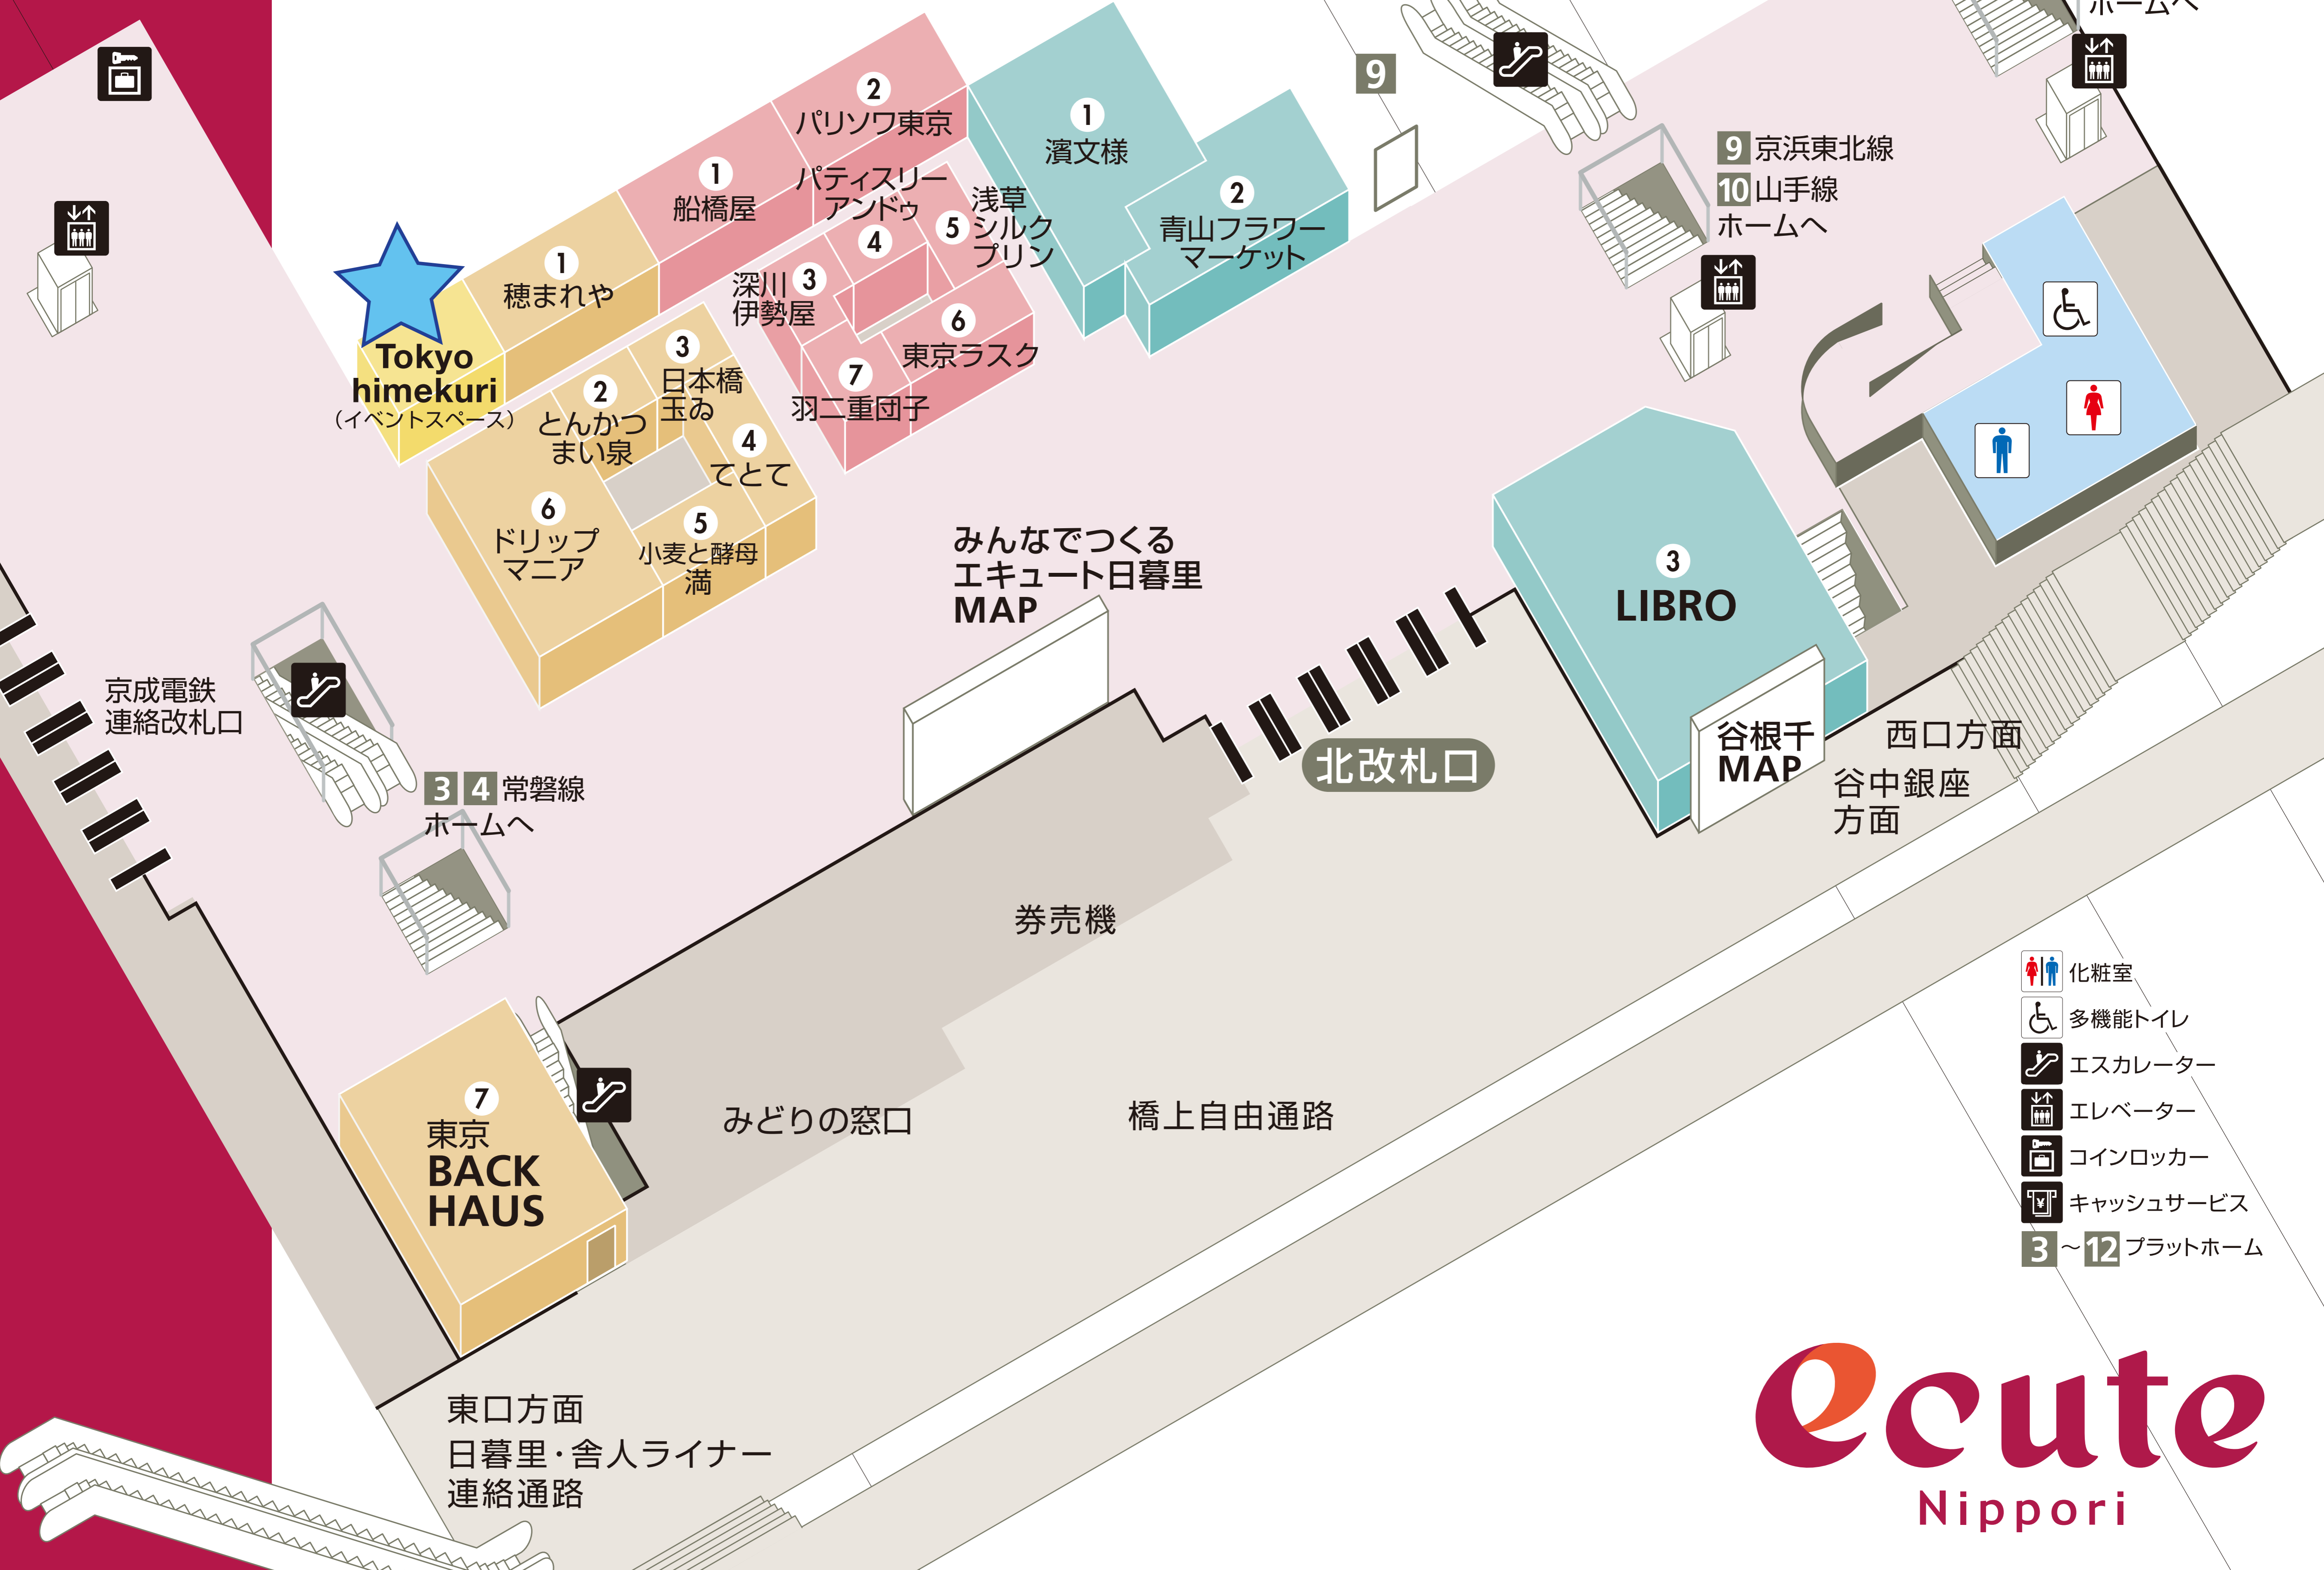 ホームへ
9
2
パリソワ東京
1
濱文様
1
船橋屋
パティスリー
アンドゥ
4
5
浅草
シルク
プリン
2
青山フラワー
マーケット
9 京浜東北線
10 山手線
ホームへ
1
穂まれや
3
深川
伊勢屋
6
東京ラスク
7
羽二重団子
Tokyo
himekuri
（イベントスペース）
3
日本橋
玉ゐ
2
とんかつ
まい泉
4
てとて
6
ドリップ
マニア
5
小麦と酵母
満
みんなでつくる
エキュート日暮里
MAP
3
LIBRO
京成電鉄
連絡改札口
北改札口
谷根千
MAP
西口方面
谷中銀座
方面
3 4 常磐線
ホームへ
券売機
7
東京
BACK
HAUS
みどりの窓口
橋上自由通路
化粧室
多機能トイレ
エスカレーター
エレベーター
コインロッカー
¥ キャッシュサービス
3～12 プラットホーム
東口方面
日暮里・舎人ライナー
連絡通路
ecute
Nippori